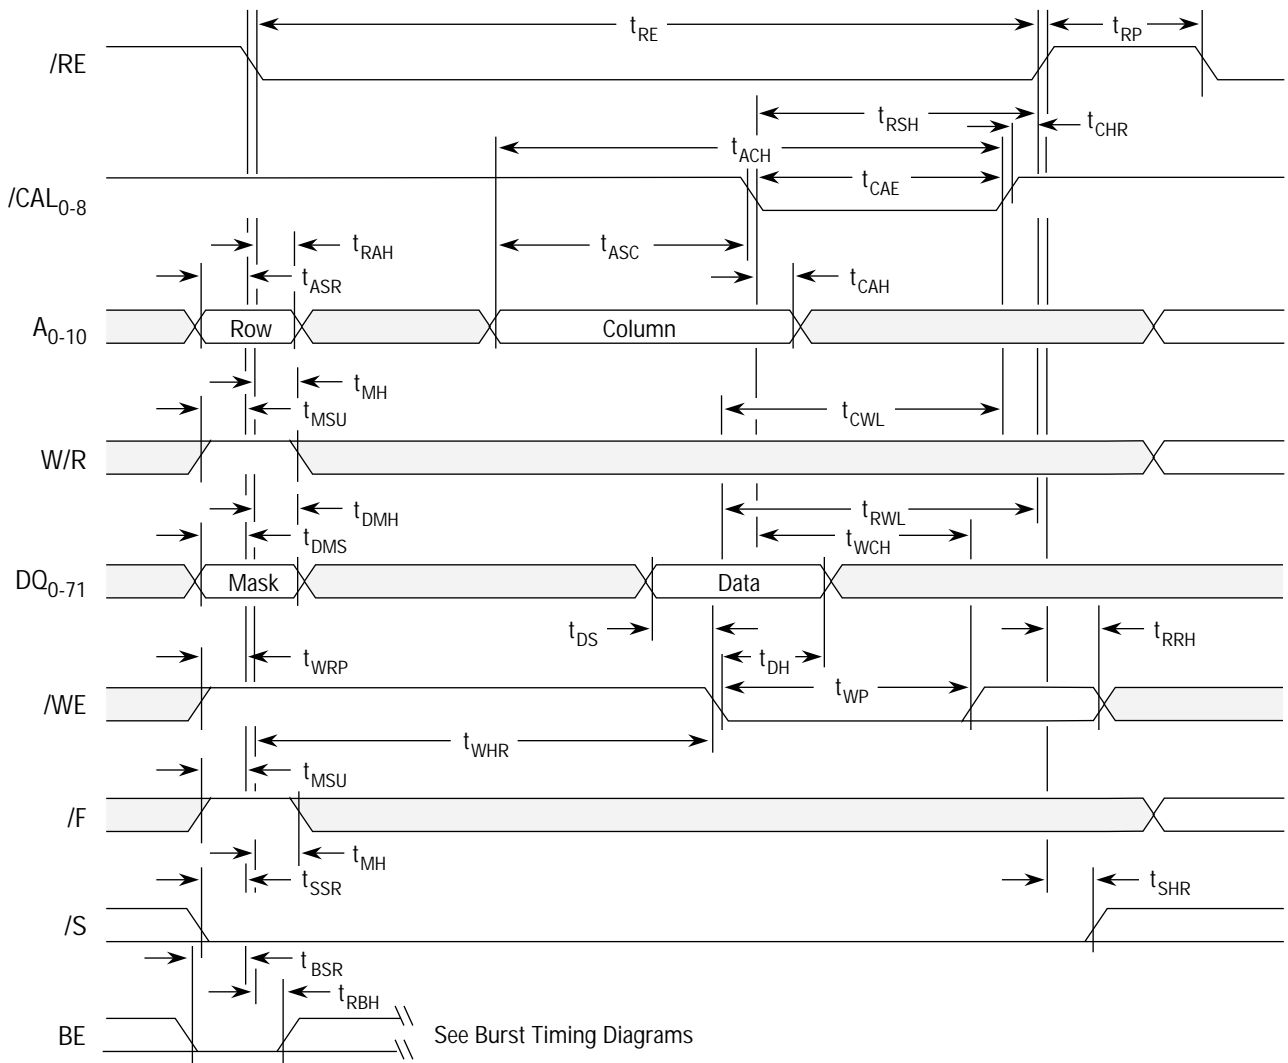 t_RE
t_RP
/RE
t_RSH
t_CHR
t_ACH
/CAL_0-8
t_CAE
t_RAH
t_ASC
t_ASR
t_CAH
A_0-10
Row
Column
t_MH
t_MSU
t_CWL
W/R
t_DMH
t_RWL
t_DMS
t_WCH
DQ_0-71
Mask
Data
t_DS
t_RRH
t_WRP
t_DH
t_WP
/WE
t_WHR
t_MSU
/F
t_MH
t_SSR
t_SHR
/S
t_BSR
t_RBH
BE
See Burst Timing Diagrams